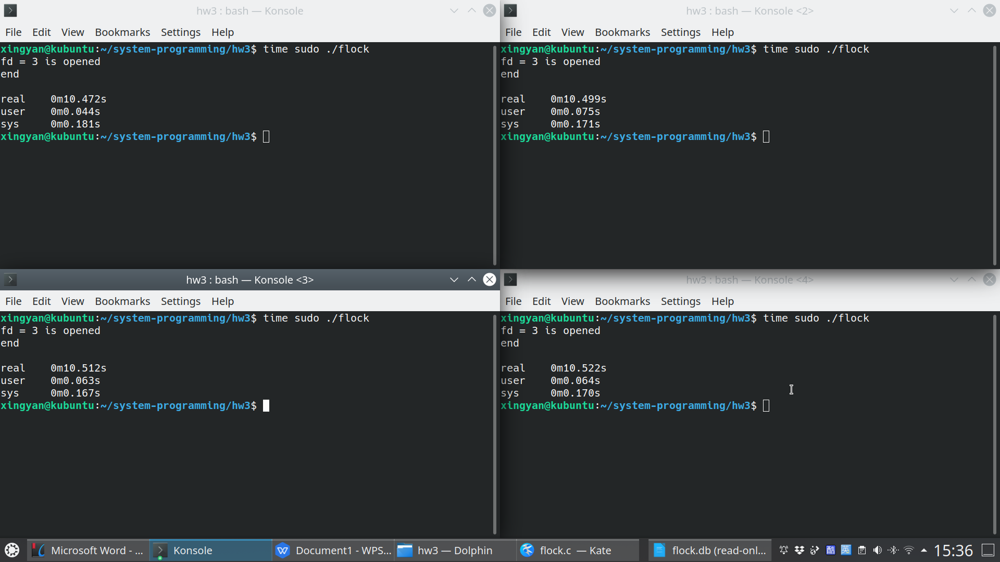 hw3 : bash — Konsole
File Edit View Bookmarks Settings Help
xingyan@kubuntu:~/system-programming/hw3$ time sudo ./flock
fd = 3 is opened
end
real 0m10.472s
user 0m0.044s
sys 0m0.181s
xingyan@kubuntu:~/system-programming/hw3$
hw3 : bash — Konsole <2>
File Edit View Bookmarks Settings Help
xingyan@kubuntu:~/system-programming/hw3$ time sudo ./flock
fd = 3 is opened
end
real 0m10.499s
user 0m0.075s
sys 0m0.171s
xingyan@kubuntu:~/system-programming/hw3$
hw3 : bash — Konsole <3>
File Edit View Bookmarks Settings Help
xingyan@kubuntu:~/system-programming/hw3$ time sudo ./flock
fd = 3 is opened
end
real 0m10.512s
user 0m0.063s
sys 0m0.167s
xingyan@kubuntu:~/system-programming/hw3$
hw3 : bash — Konsole <4>
File Edit View Bookmarks Settings Help
xingyan@kubuntu:~/system-programming/hw3$ time sudo ./flock
fd = 3 is opened
end
real 0m10.522s
user 0m0.064s
sys 0m0.170s
xingyan@kubuntu:~/system-programming/hw3$
Microsoft Word - ... Konsole Document1 - WPS... hw3 — Dolphin flock.c — Kate flock.db (read-onl... 酷 英 15:36